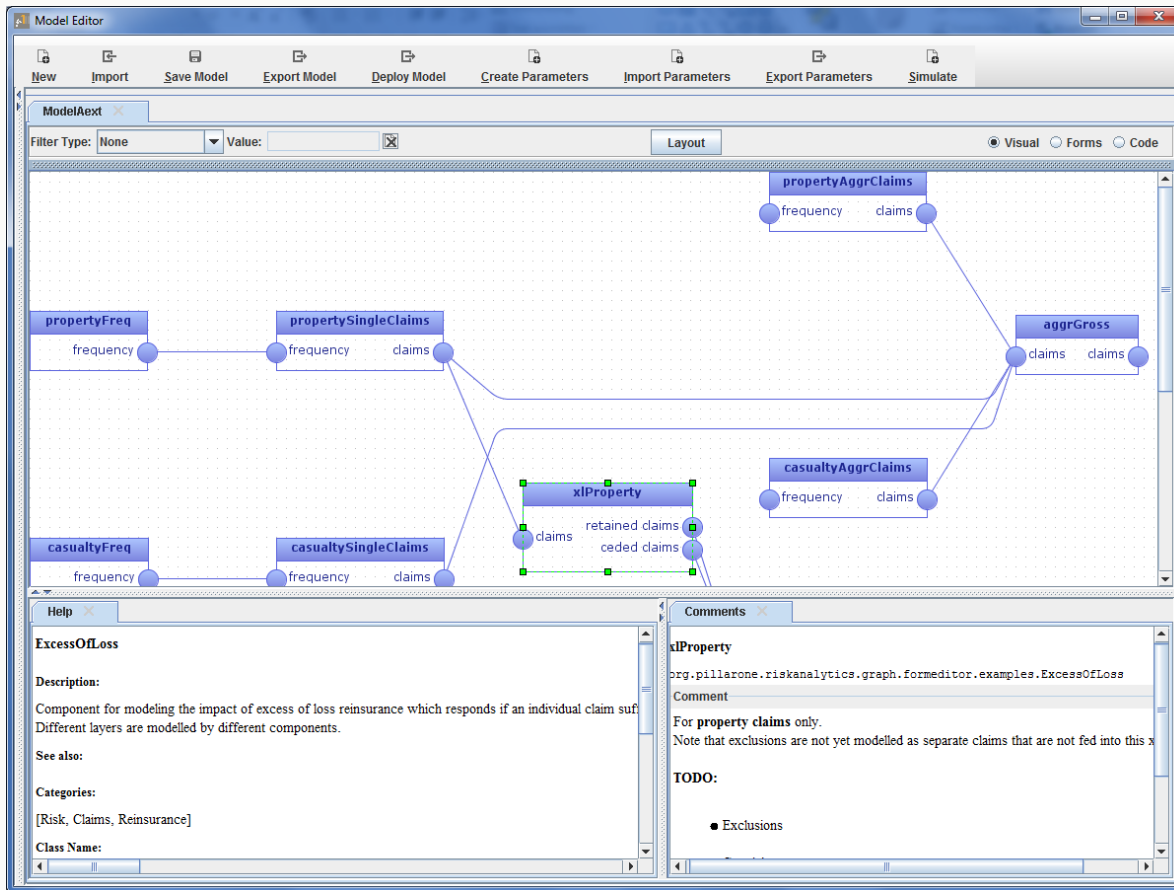 Model Editor
New Import Save Model Export Model Deploy Model Create Parameters Import Parameters Export Parameters Simulate
ModelAext
Filter Type: None Value: Layout Visual Forms Code
propertyAggrClaims
frequency claims
propertyFreq propertySingleClaims aggrGross
frequency frequency claims claims claims
casualtyAggrClaims
xlProperty frequency claims
retained claims
claims
ceded claims
casualtyFreq casualtySingleClaims
frequency frequency claims
Help
ExcessOfLoss
Description:
Component for modeling the impact of excess of loss reinsurance which responds if an individual claim suf
Different layers are modelled by different components.
See also:
Categories:
[Risk, Claims, Reinsurance]
Class Name:
Comments
xlProperty
org.pillarone.riskanalytics.graph.formeditor.examples.ExcessOfLoss
Comment
For property claims only.
Note that exclusions are not yet modelled as separate claims that are not fed into this x
TODO:
Exclusions